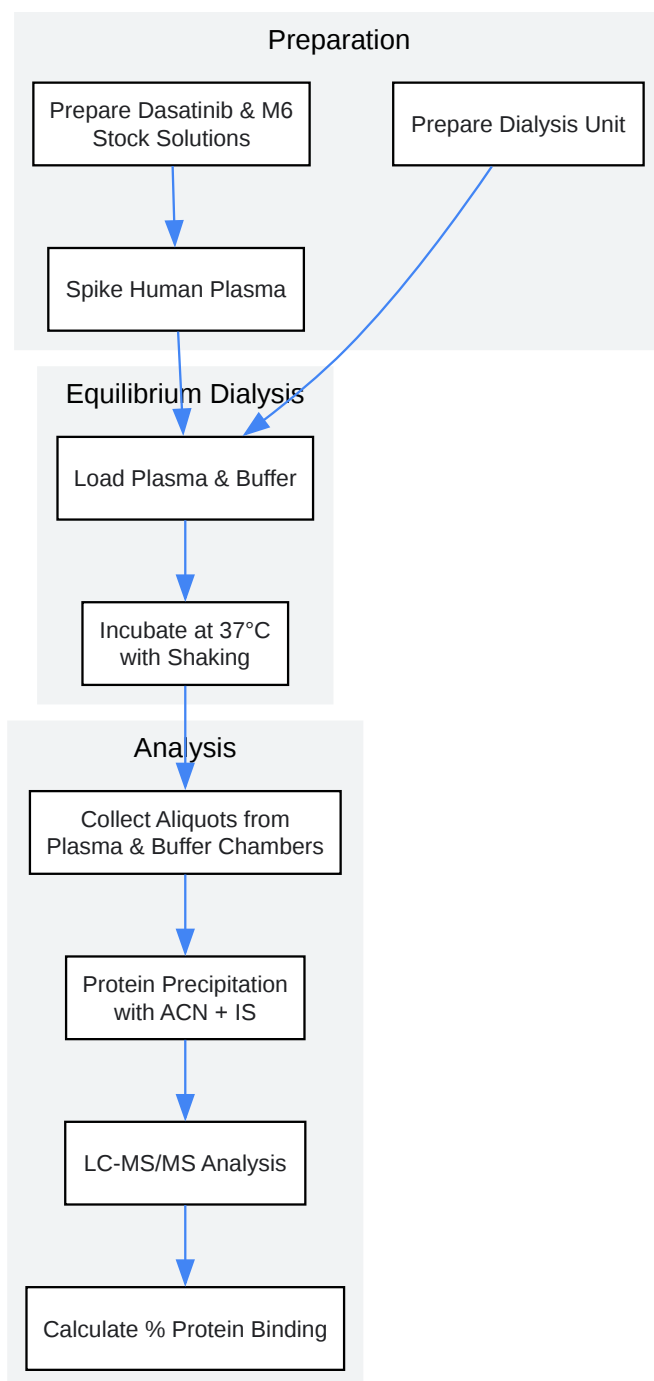 Preparation
Prepare Dasatinib & M6
Stock Solutions
Prepare Dialysis Unit
Spike Human Plasma
Equilibrium Dialysis
Load Plasma & Buffer
Incubate at 37°C
with Shaking
Analysis
Collect Aliquots from
Plasma & Buffer Chambers
Protein Precipitation
with ACN + IS
LC-MS/MS Analysis
Calculate % Protein Binding